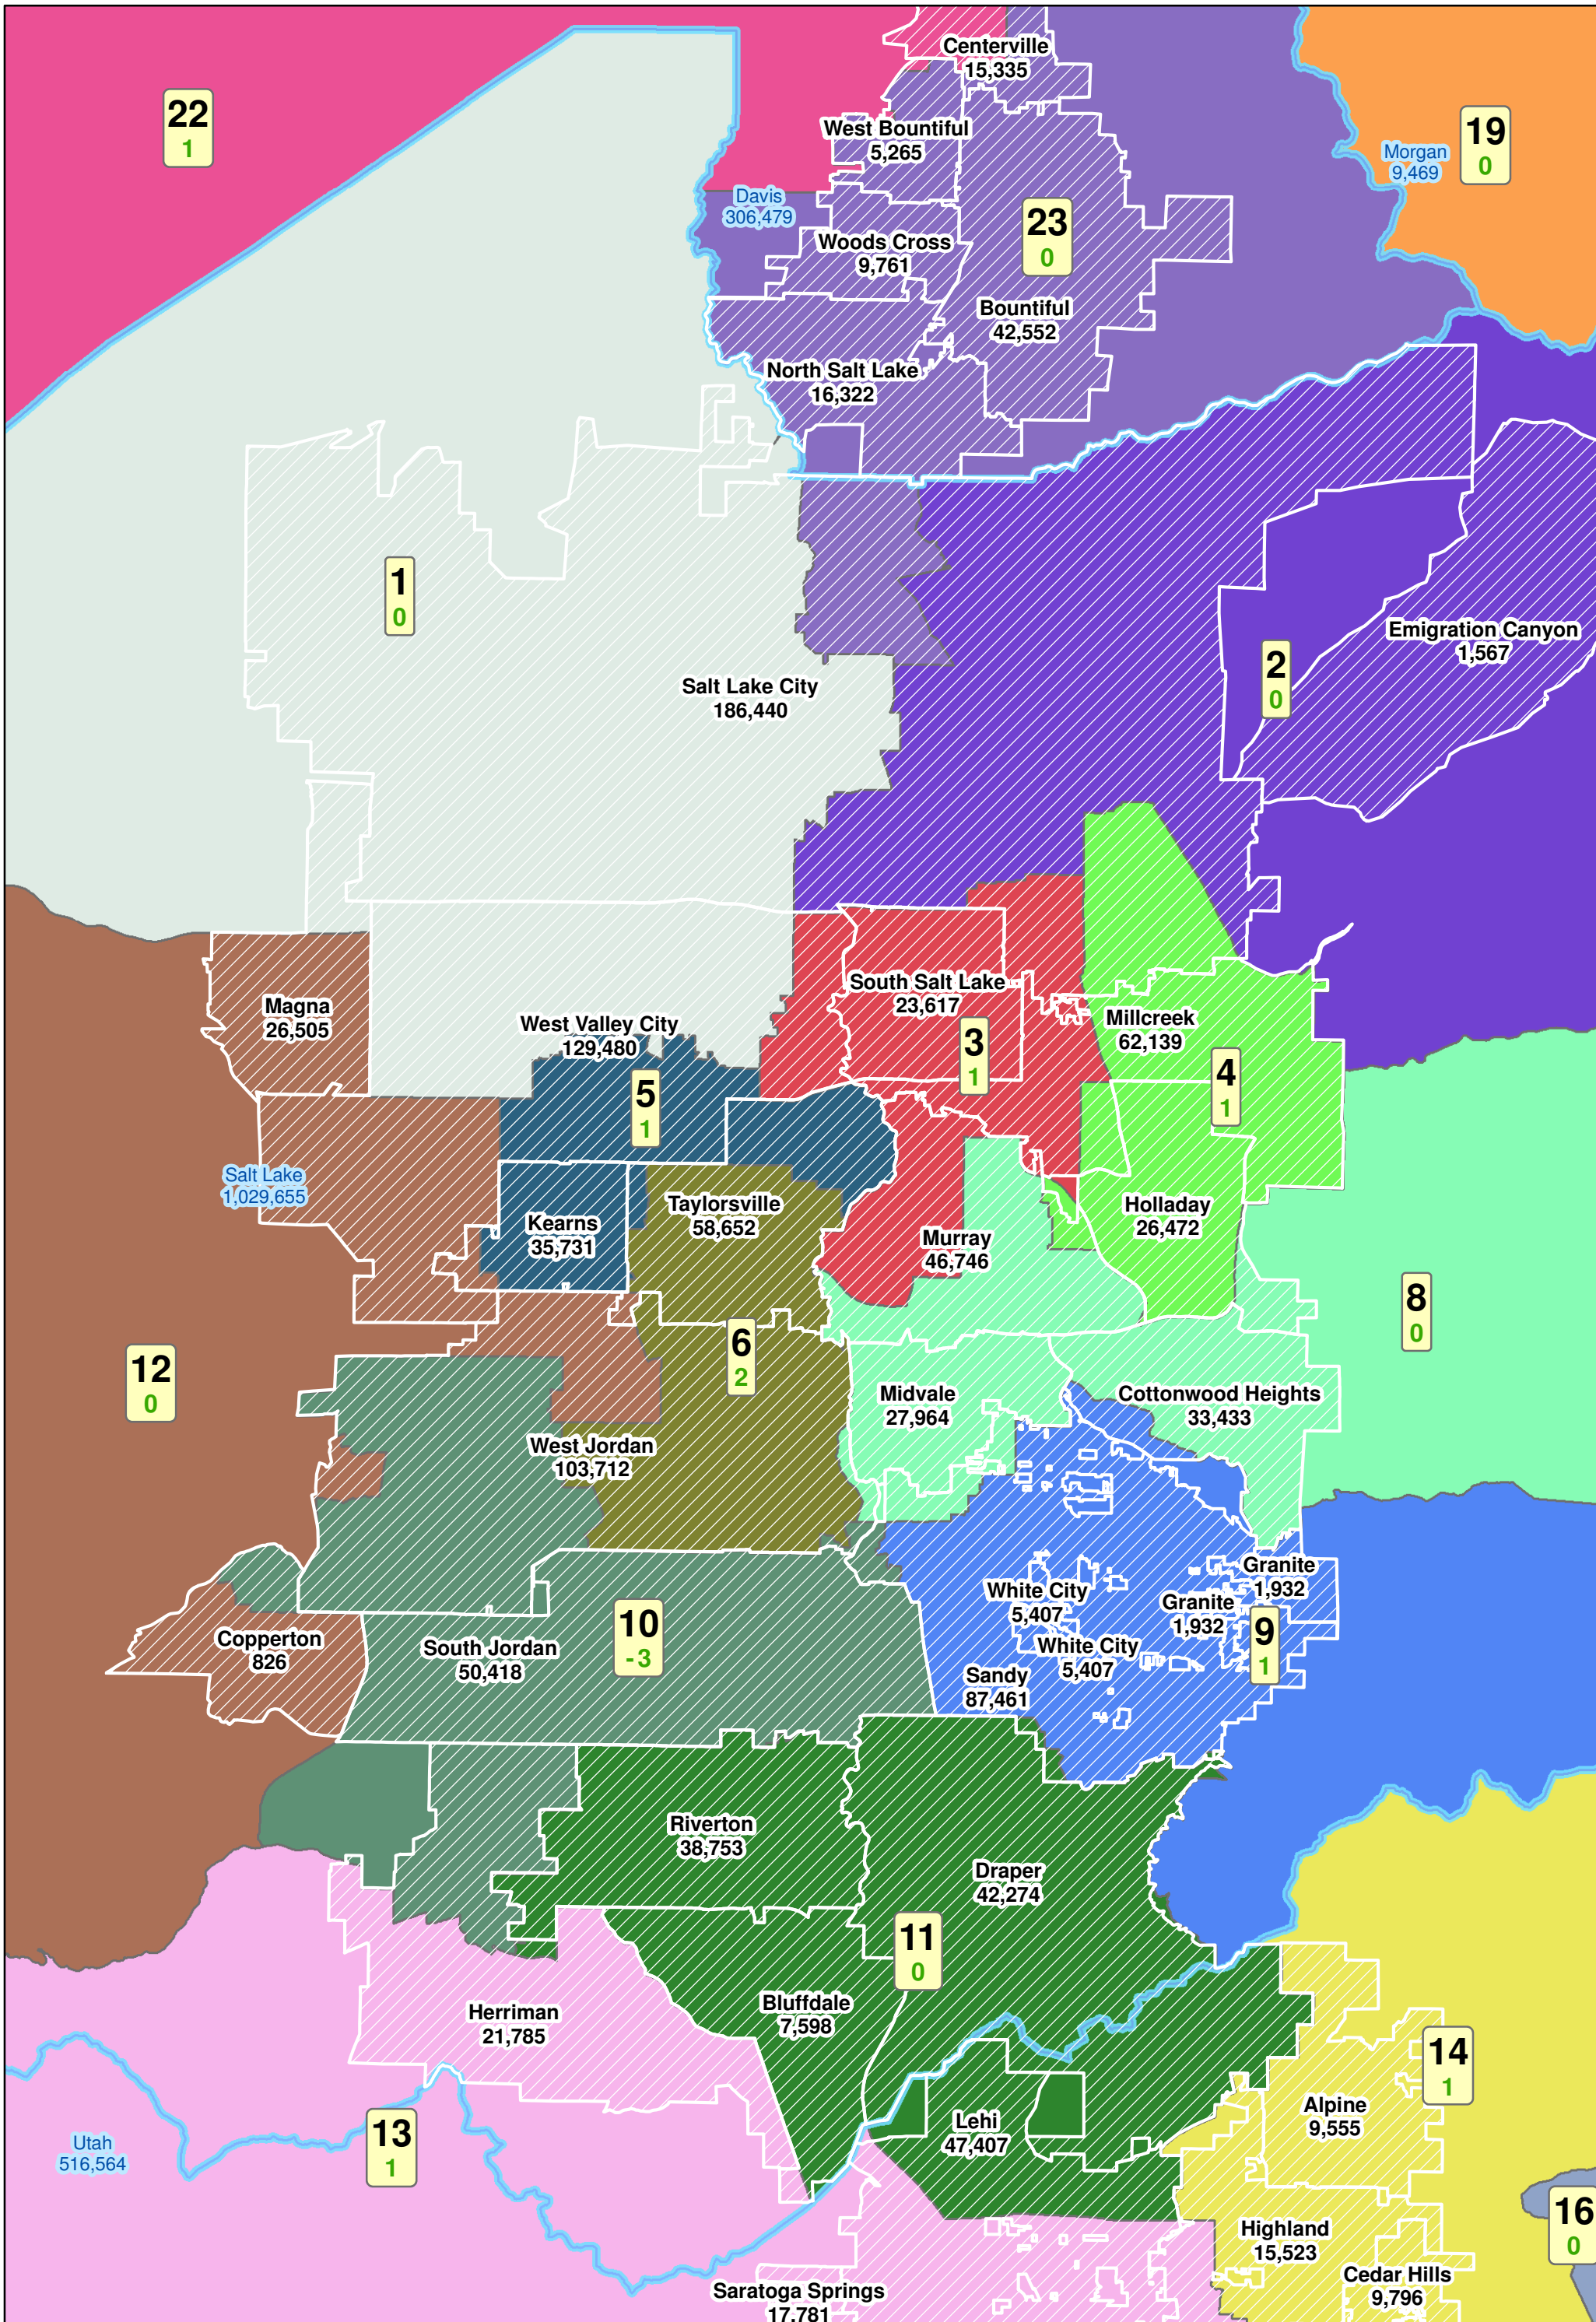 Centerville
15,335
22
1
West Bountiful
5,265
19
0
Morgan
9,469
Davis
306,479
23
0
Woods Cross
9,761
Bountiful
42,552
North Salt Lake
16,322
1
0
Emigration Canyon
1,567
2
0
Salt Lake City
186,440
Magna
26,505
South Salt Lake
23,617
West Valley City
129,480
Millcreek
62,139
3
1
4
1
5
1
Salt Lake
1,029,655
Taylorsville
58,652
Kearns
35,731
Holladay
26,472
Murray
46,746
8
0
12
0
6
2
Midvale
27,964
Cottonwood Heights
33,433
West Jordan
103,712
Granite
1,932
White City
5,407
Granite
1,932
10
-3
9
1
Copperton
826
South Jordan
50,418
White City
5,407
Sandy
87,461
Riverton
38,753
Draper
42,274
11
0
Bluffdale
7,598
Herriman
21,785
14
1
Alpine
9,555
Lehi
47,407
13
1
Utah
516,564
16
0
Highland
15,523
Cedar Hills
9,796
Saratoga Springs
17,781